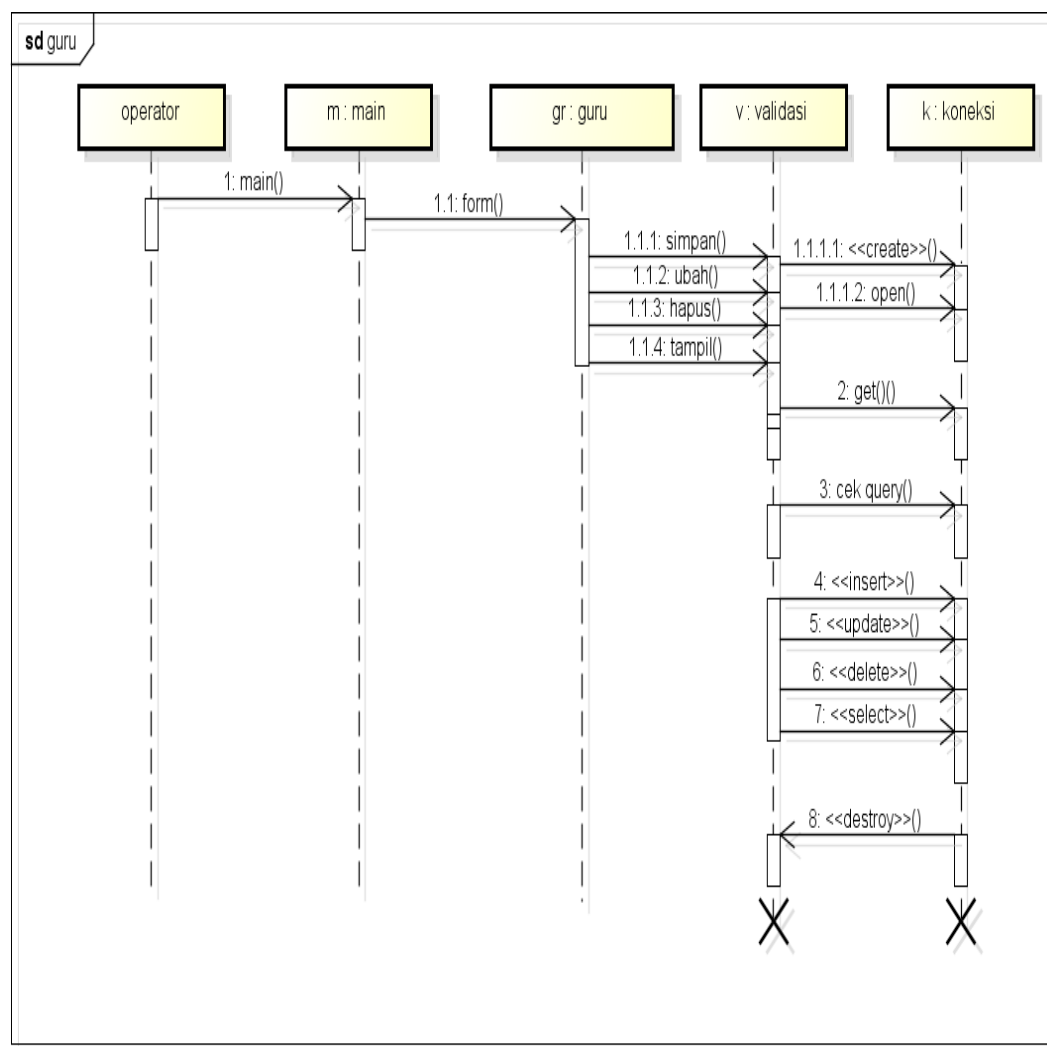 sd guru
operator
m : main
gr : guru
v : validasi
k : koneksi
1: main()
1.1: form()
1.1.1: simpan()
1.1.1.1: <<create>>()
1.1.2: ubah()
1.1.1.2: open()
1.1.3: hapus()
1.1.4: tampil()
2: get()()
3: cek query()
4: <<insert>>()
5: <<update>>()
6: <<delete>>()
7: <<select>>()
8: <<destroy>>()